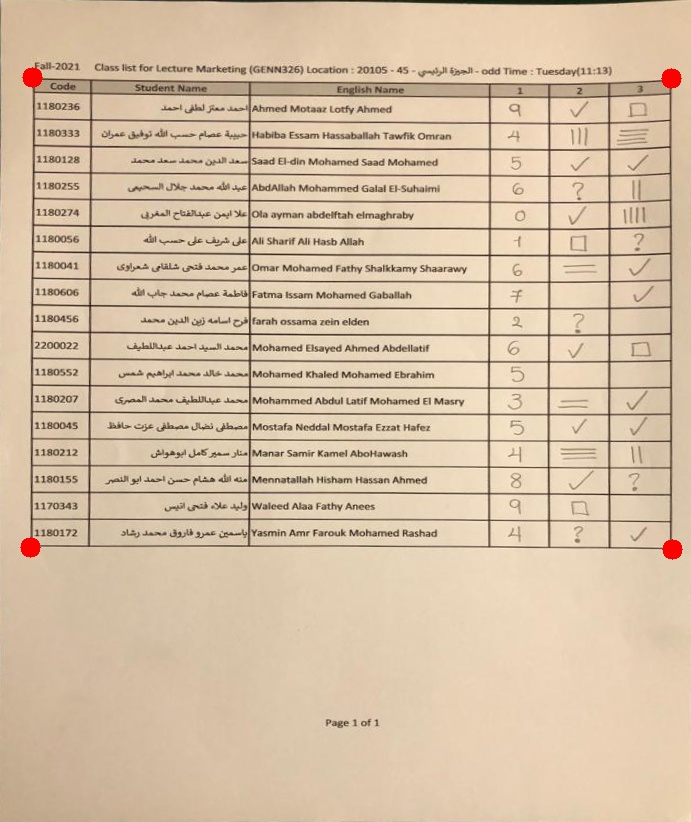 Fall-2021 Class list for Lecture Marketing (GENN326) Location : 20105 - 45 - الجيزة الرئيسي - odd Time : Tuesday(11:13)
Code Student Name English Name 1 2 3
1180236 احمد معتز لطفى احمد Ahmed Motaaz Lotfy Ahmed 9 ✓ □
1180333 حبيبة عصام حسب الله توفيق عمران Habiba Essam Hassaballah Tawfik Omran 4 ||| ☰
1180128 سعد الدين محمد سعد محمد Saad El-din Mohamed Saad Mohamed 5 ✓ ✓
1180255 عبد الله محمد جلال السحيمى AbdAllah Mohammed Galal El-Suhaimi 6 ? ||
1180274 علا ايمن عبدالفتاح المغربى Ola ayman abdelftah elmaghraby 0 ✓ ||||
1180056 على شريف على حسب الله Ali Sharif Ali Hasb Allah 1 □ ?
1180041 عمر محمد فتحى شلقامى شعراوى Omar Mohamed Fathy Shalkkamy Shaarawy 6 = ✓
1180606 فاطمة عصام محمد جاب الله Fatma Issam Mohamed Gaballah 7 ✓
1180456 فرح اسامه زين الدين محمد farah ossama zein elden 2 ?
2200022 محمد السيد احمد عبداللطيف Mohamed Elsayed Ahmed Abdellatif 6 ✓ □
1180552 محمد خالد محمد ابراهيم شمس Mohamed Khaled Mohamed Ebrahim 5
1180207 محمد عبداللطيف محمد المصرى Mohammed Abdul Latif Mohamed El Masry 3 = ✓
1180045 مصطفى نضال مصطفى عزت حافظ Mostafa Neddal Mostafa Ezzat Hafez 5 ✓ ✓
1180212 منار سمير كامل ابوهواش Manar Samir Kamel AboHawash 4 ☰ ||
1180155 منه الله هشام حسن احمد ابو النصر Mennatallah Hisham Hassan Ahmed 8 ✓ ?
1170343 وليد علاء فتحى انيس Waleed Alaa Fathy Anees 9 □
1180172 ياسمين عمرو فاروق محمد رشاد Yasmin Amr Farouk Mohamed Rashad 4 ? ✓
Page 1 of 1